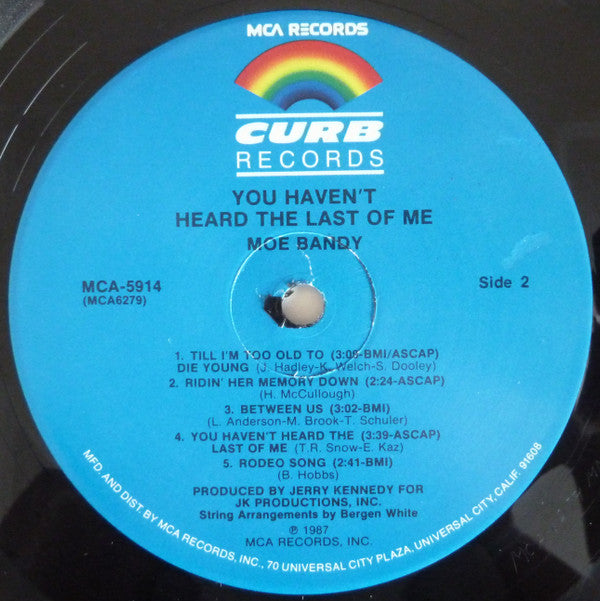 MCA RECORDS
CURB
RECORDS
YOU HAVEN'T
HEARD THE LAST OF ME
MOE BANDY
MCA-5914
(MCA6279)
Side 2
1. TILL I'M TOO OLD TO (3:09-BMI/ASCAP)
DIE YOUNG (J. Hadley-K. Welch-S. Dooley)
2. RIDIN' HER MEMORY DOWN (2:24-ASCAP)
(H. McCullough)
3. BETWEEN US (3:02-BMI)
(L. Anderson-M. Brook-T. Schuler)
4. YOU HAVEN'T HEARD THE (3:39-ASCAP)
LAST OF ME (T.R. Snow-E. Kaz)
5. RODEO SONG (2:41-BMI)
(B. Hobbs)
PRODUCED BY JERRY KENNEDY FOR
JK PRODUCTIONS, INC.
String Arrangements by Bergen White
℗ 1987
MCA RECORDS, INC.
MFD. AND DIST BY MCA RECORDS, INC., 70 UNIVERSAL CITY PLAZA, UNIVERSAL CITY, CALIF. 91608